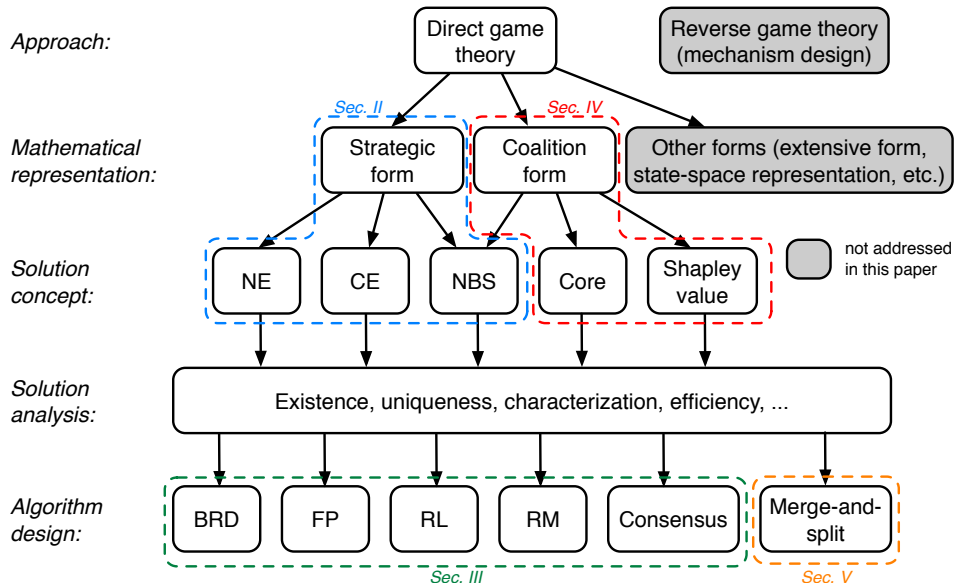 Approach:
Direct game
theory
Reverse game theory
(mechanism design)
Sec. II
Sec. IV
Mathematical
representation:
Strategic
form
Coalition
form
Other forms (extensive form,
state-space representation, etc.)
Solution
concept:
NE
CE
NBS
Core
Shapley
value
not addressed
in this paper
Solution
analysis:
Existence, uniqueness, characterization, efficiency, ...
Algorithm
design:
BRD
FP
RL
RM
Consensus
Merge-and-
split
Sec. III
Sec. V